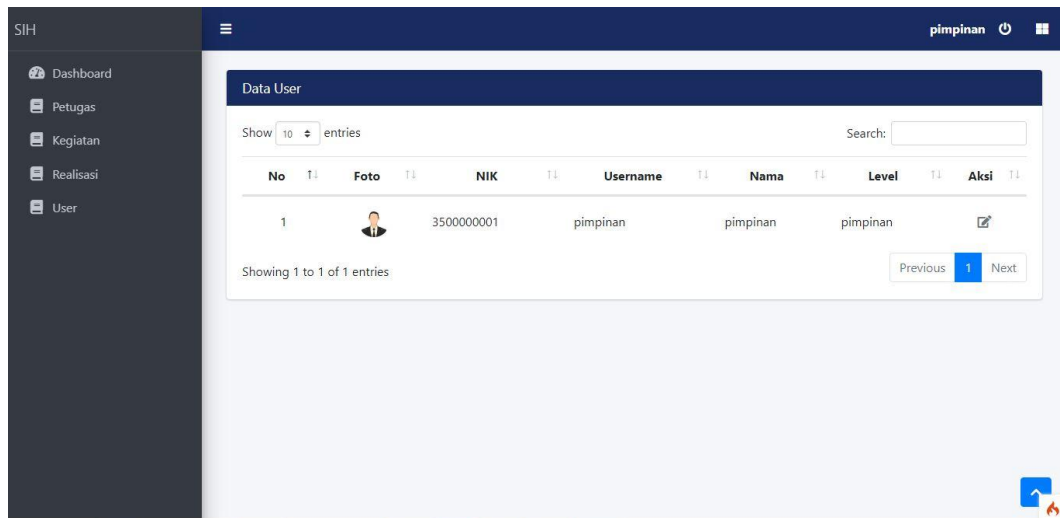 SIH
pimpinan
Dashboard
Petugas
Kegiatan
Realisasi
User
Data User
Show 10 entries Search:
No Foto NIK Username Nama Level Aksi
1 3500000001 pimpinan pimpinan pimpinan
Showing 1 to 1 of 1 entries Previous 1 Next